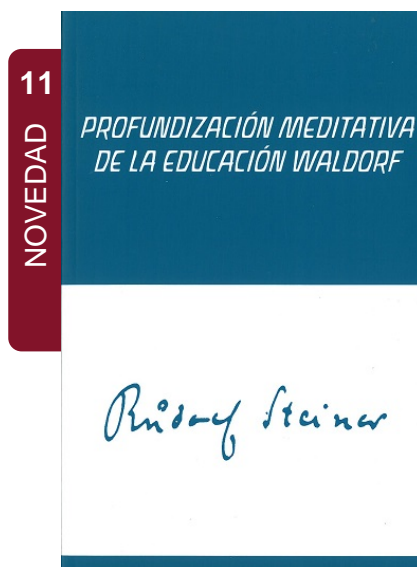 11
NOVEDAD
PROFUNDIZACIÓN MEDITATIVA
DE LA EDUCACIÓN WALDORF
Rudolf Steiner